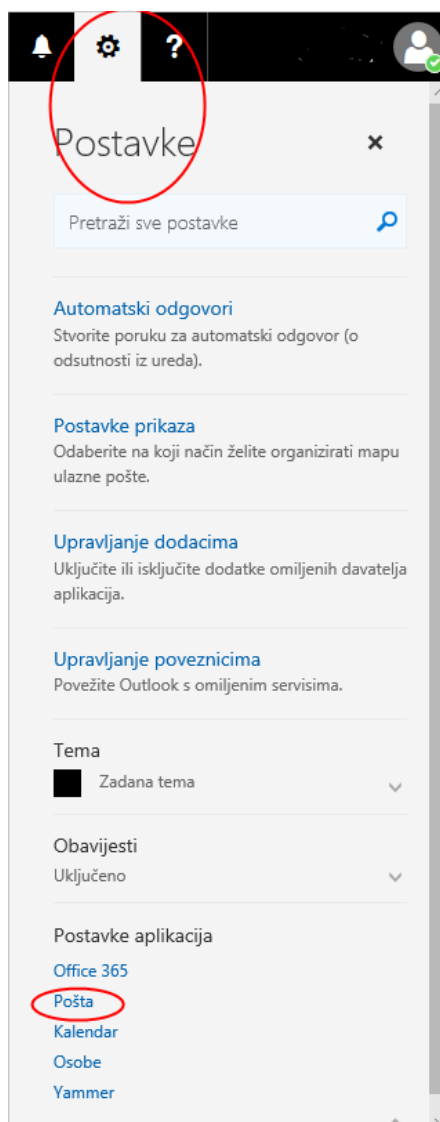 ?
Postavke
Pretraži sve postavke
Automatski odgovori
Stvorite poruku za automatski odgovor (o
odsutnosti iz ureda).
Postavke prikaza
Odaberite na koji način želite organizirati mapu
ulazne pošte.
Upravljanje dodacima
Uključite ili isključite dodatke omiljenih davatelja
aplikacija.
Upravljanje poveznicima
Povežite Outlook s omiljenim servisima.
Tema
Zadana tema
Obavijesti
Uključeno
Postavke aplikacija
Office 365
Pošta
Kalendar
Osobe
Yammer